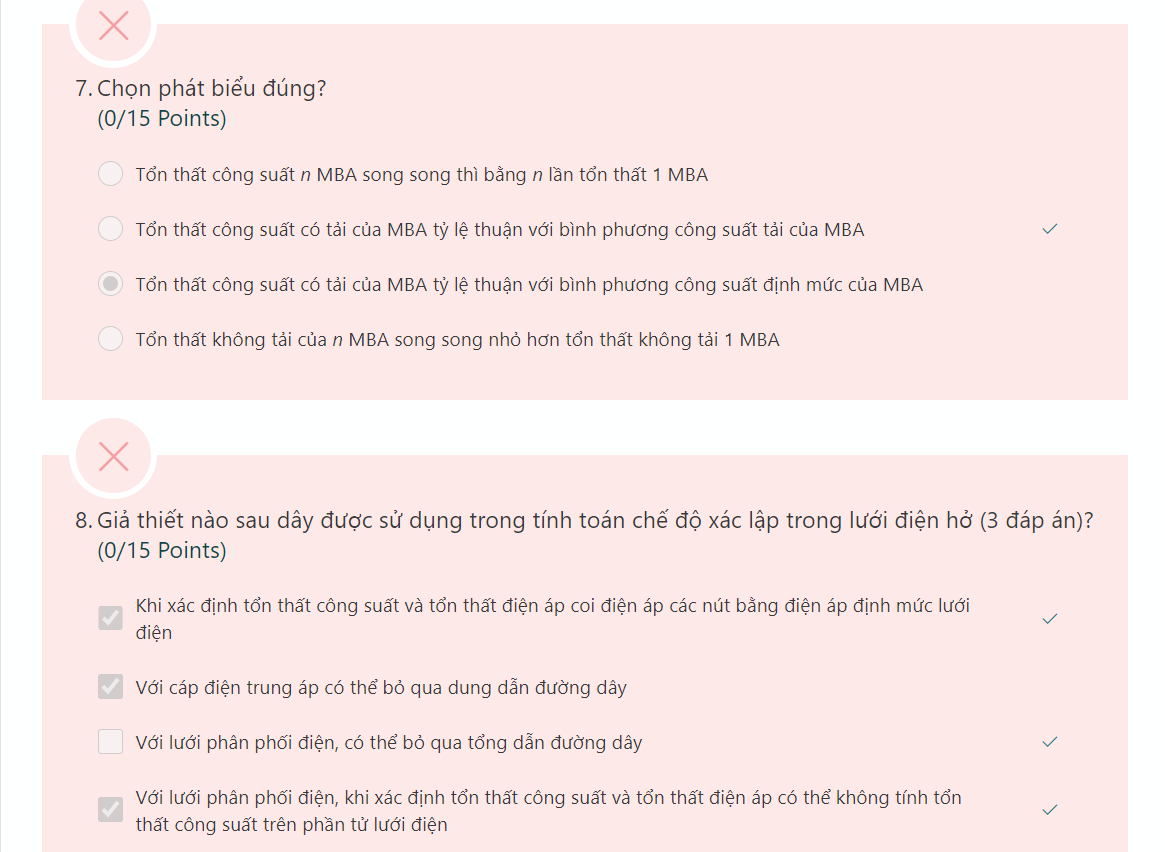 7. Chọn phát biểu đúng?
(0/15 Points)
Tổn thất công suất n MBA song song thì bằng n lần tổn thất 1 MBA
Tổn thất công suất có tải của MBA tỷ lệ thuận với bình phương công suất tải của MBA
Tổn thất công suất có tải của MBA tỷ lệ thuận với bình phương công suất định mức của MBA
Tổn thất không tải của n MBA song song nhỏ hơn tổn thất không tải 1 MBA
8. Giả thiết nào sau dây được sử dụng trong tính toán chế độ xác lập trong lưới điện hở (3 đáp án)?
(0/15 Points)
Khi xác định tổn thất công suất và tổn thất điện áp coi điện áp các nút bằng điện áp định mức lưới
điện
Với cáp điện trung áp có thể bỏ qua dung dẫn đường dây
Với lưới phân phối điện, có thể bỏ qua tổng dẫn đường dây
Với lưới phân phối điện, khi xác định tổn thất công suất và tổn thất điện áp có thể không tính tổn
thất công suất trên phần tử lưới điện